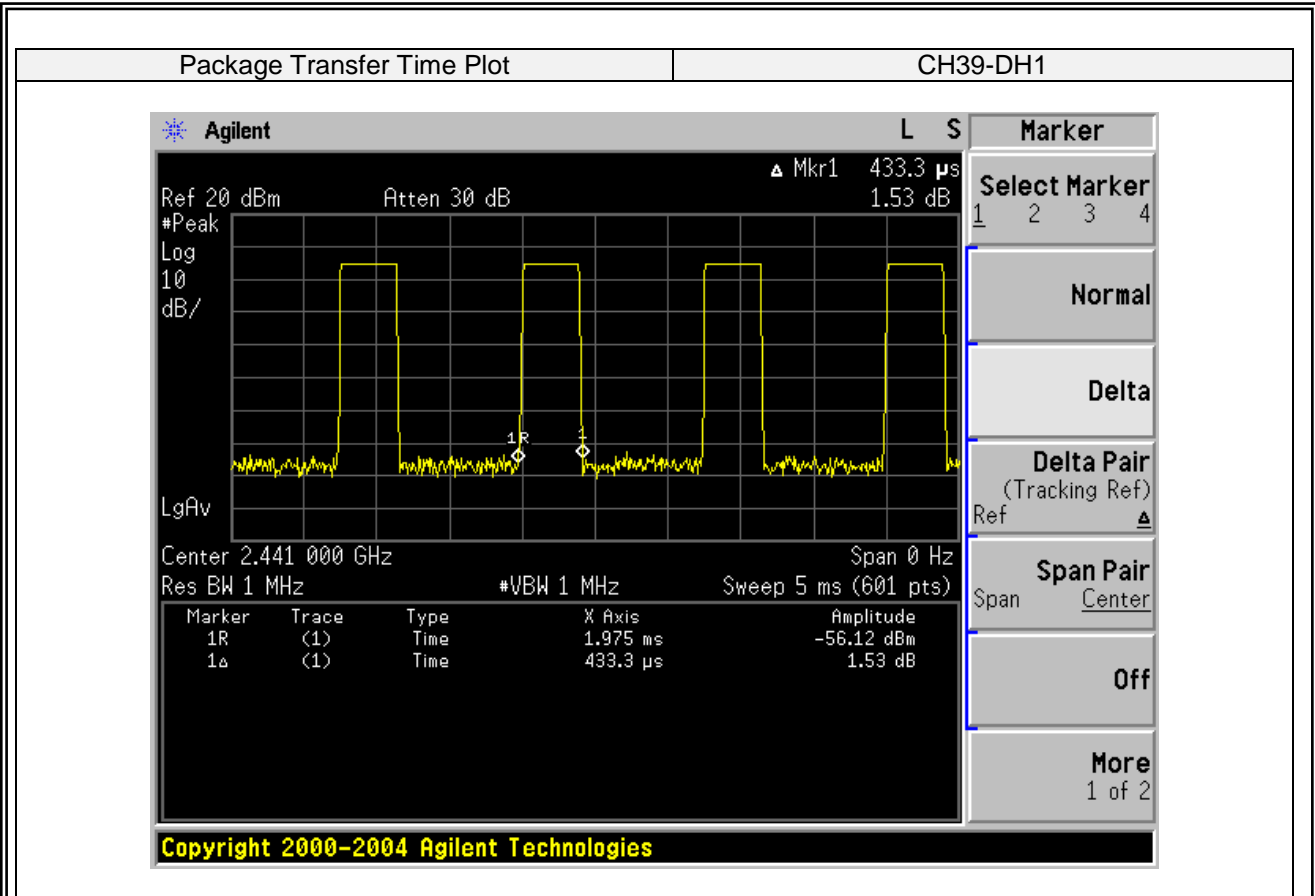 Package Transfer Time Plot CH39-DH1
Agilent L S Marker
Δ Mkr1 433.3 µs
Ref 20 dBm Atten 30 dB 1.53 dB
#Peak
Log
10
dB/
1R 1
LgAv
Center 2.441 000 GHz Span 0 Hz
Res BW 1 MHz #VBW 1 MHz Sweep 5 ms (601 pts)
Marker Trace Type X Axis Amplitude
1R (1) Time 1.975 ms -56.12 dBm
1Δ (1) Time 433.3 µs 1.53 dB
Select Marker
1 2 3 4
Normal
Delta
Delta Pair
(Tracking Ref)
Ref Δ
Span Pair
Span Center
Off
More
1 of 2
Copyright 2000-2004 Agilent Technologies